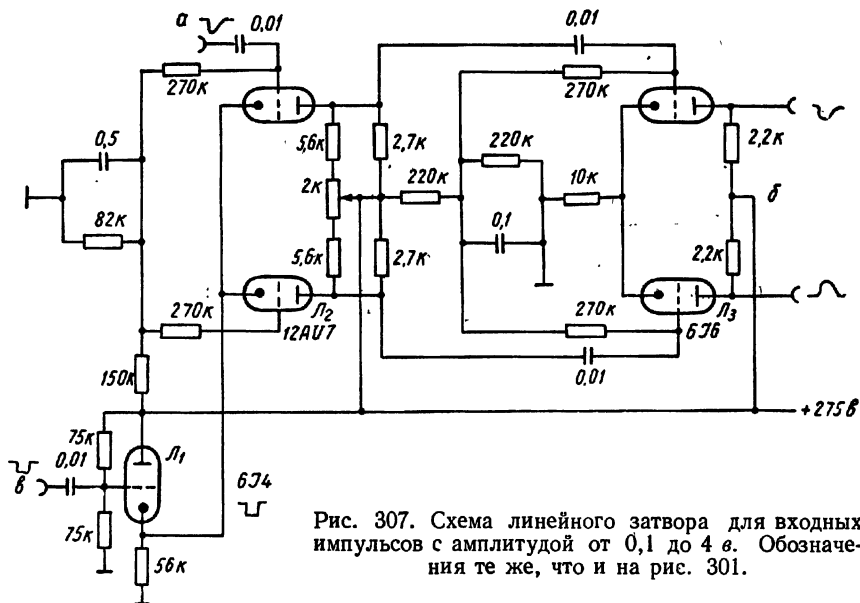 а
0,01
0,01
270к
270к
0,5
5,6к
2,7к
220к
2,2к
2к
220к
10к
б
82к
0,1
5,6к
2,7к
2,2к
270к
Л₂
12AU7
270к
Л₃
6J6
150к
0,01
+275в
75к
Л₁
0,01
в
6J4
75к
56к
Рис. 307. Схема линейного затвора для входных
импульсов с амплитудой от 0,1 до 4 в. Обозначе-
ния те же, что и на рис. 301.